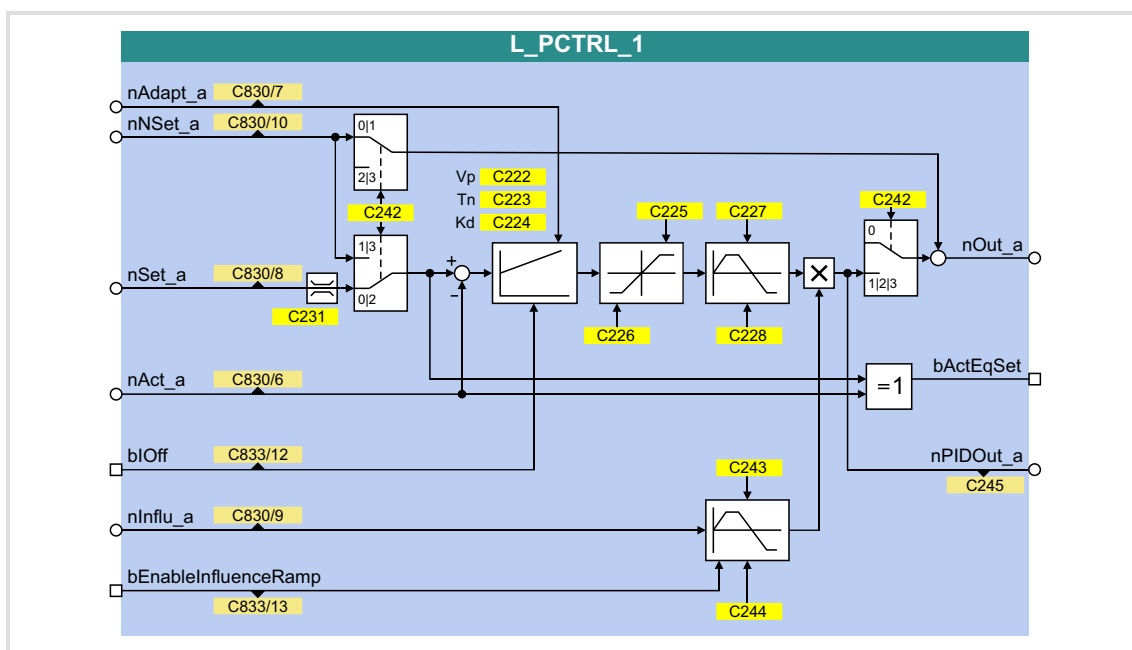 L_PCTRL_1
nAdapt_a C830/7
nNSet_a C830/10
0|1
2|3
Vp C222
Tn C223
Kd C224
C242
C225
C227
C242
1|3
0|2
+
−
0
1|2|3
nOut_a
nSet_a C830/8
C231
C226
C228
nAct_a C830/6
=1
bActEqSet
bIOff C833/12
nPIDOut_a
C245
C243
nInflu_a C830/9
bEnableInfluenceRamp
C833/13
C244